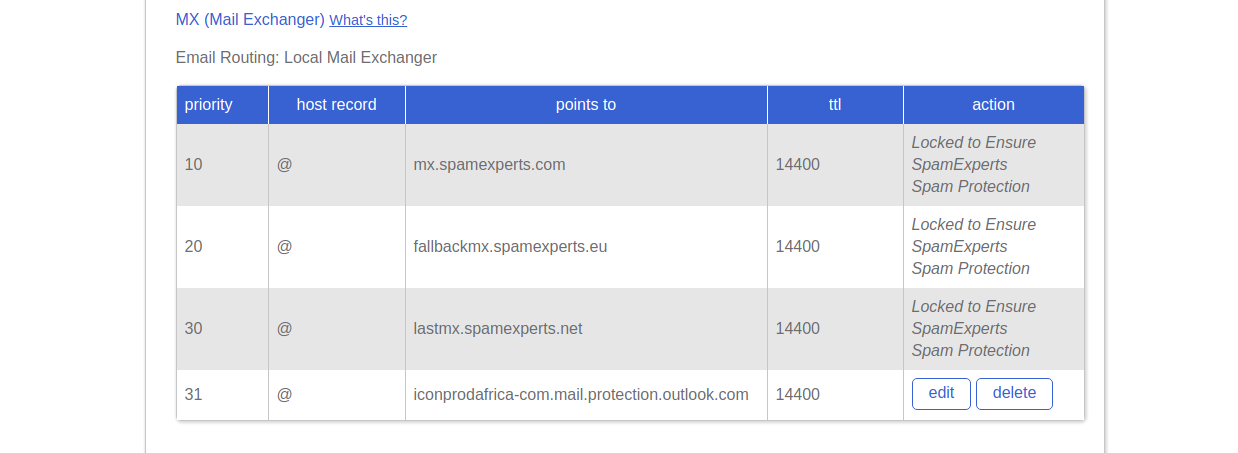 MX (Mail Exchanger) What's this?
Email Routing: Local Mail Exchanger
priority host record points to ttl action
10 @ mx.spamexperts.com 14400 Locked to Ensure
SpamExperts
Spam Protection
20 @ fallbackmx.spamexperts.eu 14400 Locked to Ensure
SpamExperts
Spam Protection
30 @ lastmx.spamexperts.net 14400 Locked to Ensure
SpamExperts
Spam Protection
31 @ iconprodafrica-com.mail.protection.outlook.com 14400 edit delete